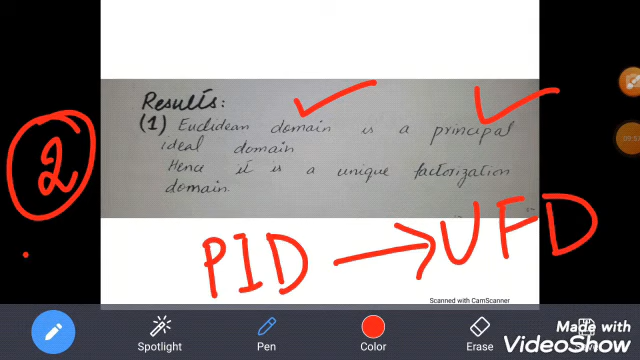 Results:
(1) Euclidean domain is a principal
ideal domain
Hence it is a unique factorization
domain
2
PID → UFD
Scanned with CamScanner
Spotlight
Pen
Color
Erase
Made with
VideoShow